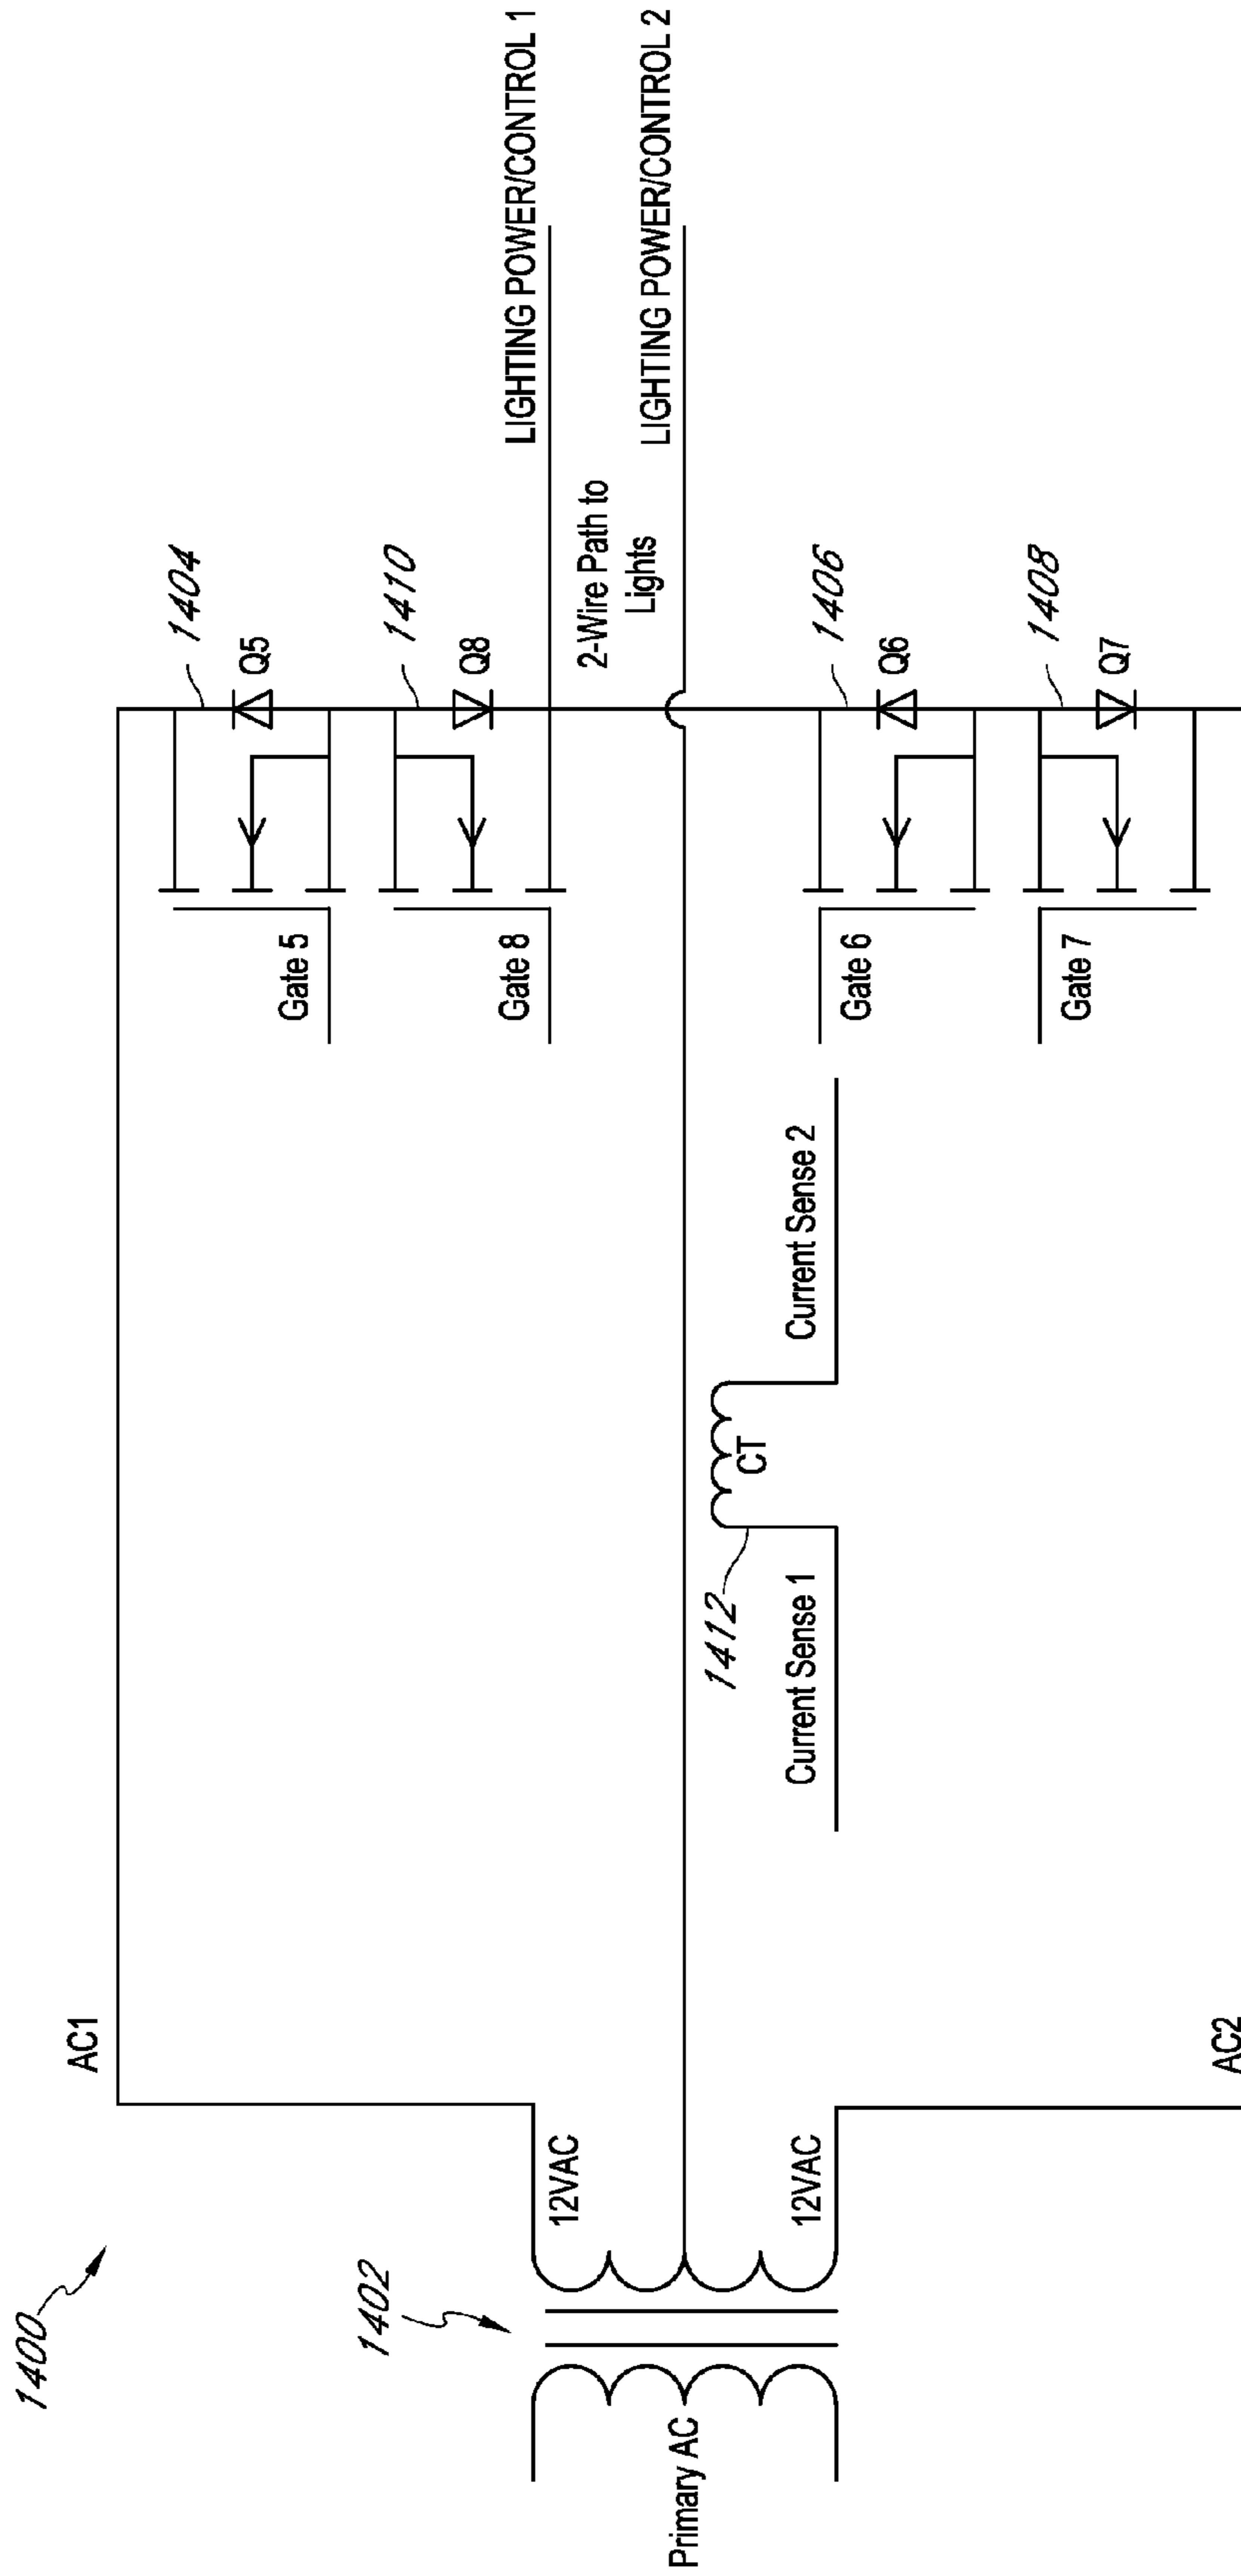 1400
1402
Primary AC
12VAC
12VAC
AC1
AC2
1412
CT
Current Sense 1
Current Sense 2
Gate 5
Gate 8
Gate 6
Gate 7
1404
Q5
1410
Q8
2-Wire Path to
Lights
1406
Q6
1408
Q7
LIGHTING POWER/CONTROL 1
LIGHTING POWER/CONTROL 2